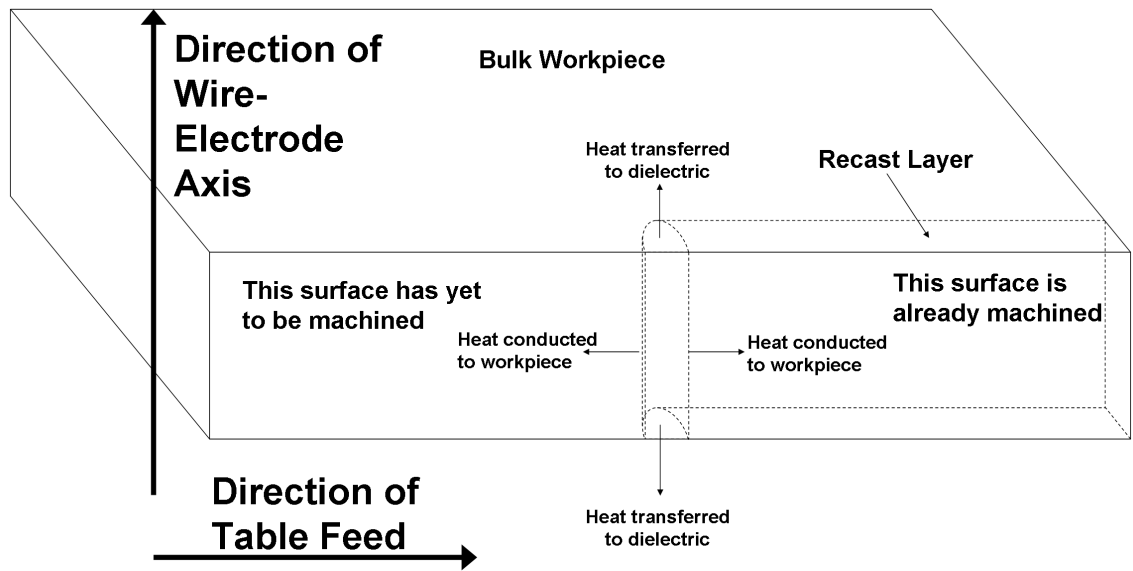 Direction of
Wire-
Electrode
Axis
Bulk Workpiece
Heat transferred
to dielectric
Recast Layer
This surface has yet
to be machined
This surface is
already machined
Heat conducted
to workpiece
Heat conducted
to workpiece
Direction of
Table Feed
Heat transferred
to dielectric